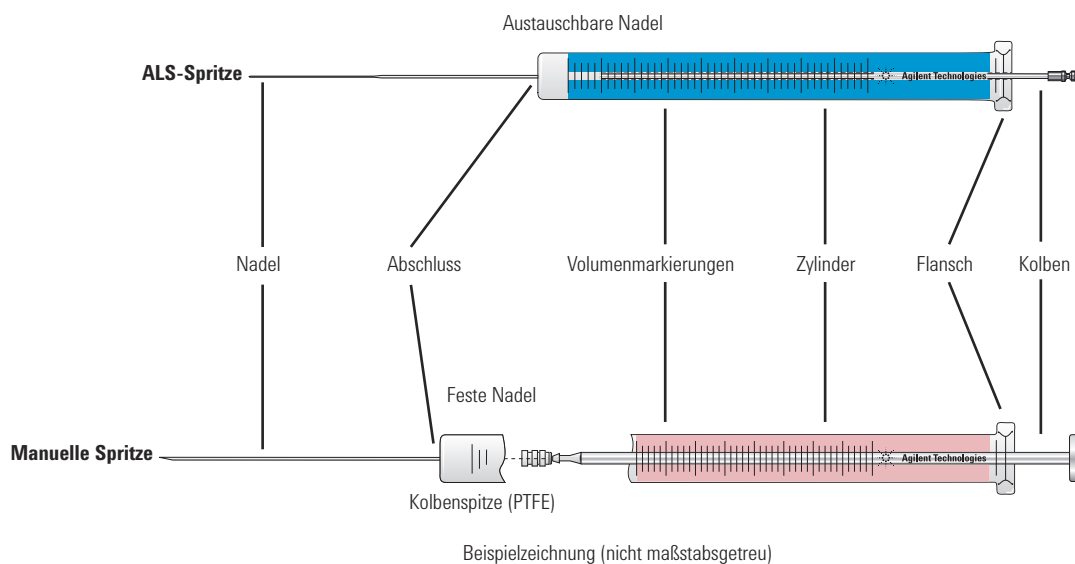 Austauschbare Nadel
ALS-Spritze
Agilent Technologies
Nadel
Abschluss
Volumenmarkierungen
Zylinder
Flansch
Kolben
Feste Nadel
Manuelle Spritze
Agilent Technologies
Kolbenspitze (PTFE)
Beispielzeichnung (nicht maßstabsgetreu)